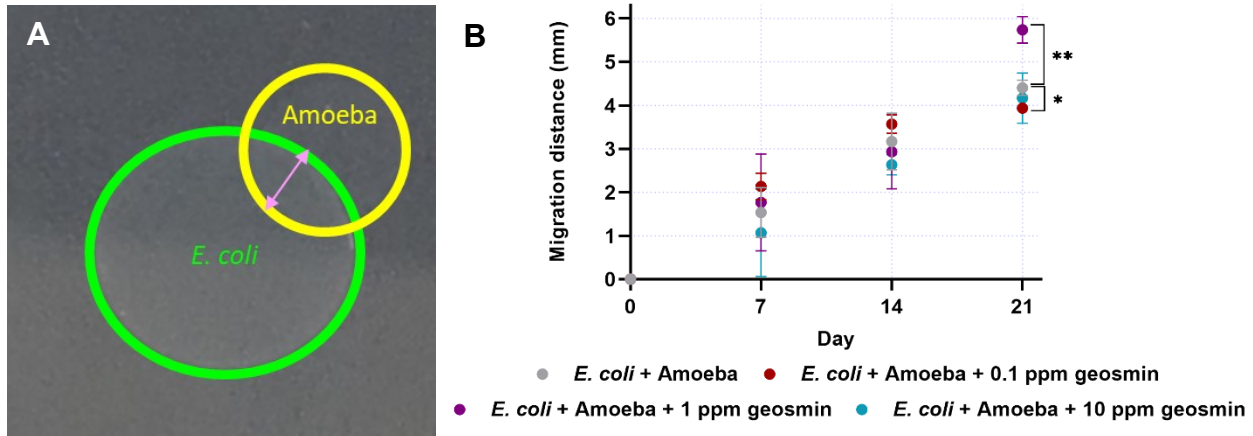 A
Amoeba
E. coli
B
Migration distance (mm)
6
5
4
3
2
1
0
**
*
0 7 14 21
Day
E. coli + Amoeba E. coli + Amoeba + 0.1 ppm geosmin
E. coli + Amoeba + 1 ppm geosmin E. coli + Amoeba + 10 ppm geosmin